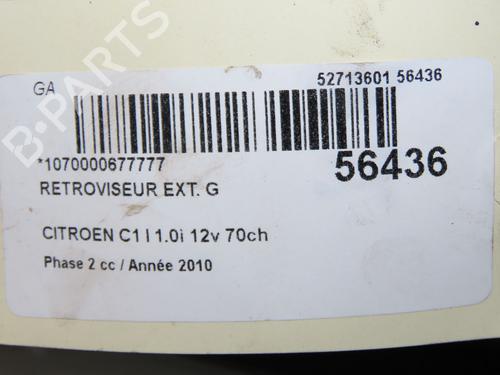 GA
52713601 56436
*1070000677777
56436
RETROVISEUR EXT. G
CITROEN C1 I 1.0i 12v 70ch
Phase 2 cc / Année 2010
B-PARTS